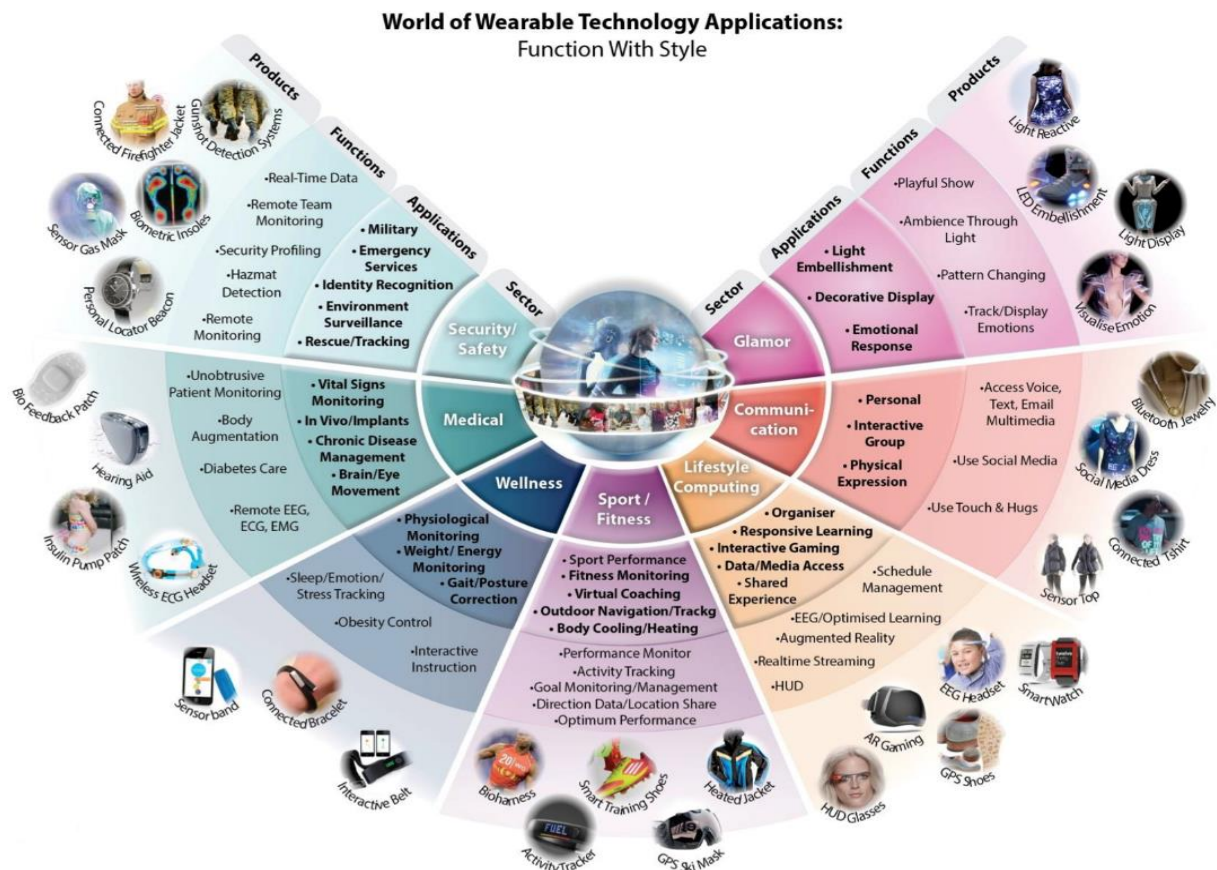 World of Wearable Technology Applications:
Function With Style
Products
Functions
Applications
Sector
Security/
Safety
• Military
• Emergency
Services
• Identity Recognition
• Environment
Surveillance
• Rescue/Tracking
•Real-Time Data
•Remote Team
Monitoring
•Security Profiling
•Hazmat
Detection
•Remote
Monitoring
Connected Firefighter Jacket
Gunshot Detection Systems
Sensor Gas Mask
Biometric Insoles
Personal Locator Beacon
Medical
• Vital Signs
Monitoring
• In Vivo/Implants
• Chronic Disease
Management
• Brain/Eye
Movement
•Unobtrusive
Patient Monitoring
•Body
Augmentation
•Diabetes Care
•Remote EEG,
ECG, EMG
Bio Feedback Patch
Hearing Aid
Insulin Pump Patch
Wireless ECG Headset
Wellness
• Physiological
Monitoring
• Weight/ Energy
Monitoring
• Gait/Posture
Correction
•Sleep/Emotion/
Stress Tracking
•Obesity Control
•Interactive
Instruction
Sensor band
Connected Bracelet
Interactive Belt
Sport /
Fitness
• Sport Performance
• Fitness Monitoring
• Virtual Coaching
• Outdoor Navigation/Trackg
• Body Cooling/Heating
•Performance Monitor
•Activity Tracking
•Goal Monitoring/Management
•Direction Data/Location Share
•Optimum Performance
Bioharness
Smart Training Shoes
Heated Jacket
FUEL
Activity Tracker
GPS Ski Mask
Lifestyle
Computing
• Organiser
• Responsive Learning
• Interactive Gaming
• Data/Media Access
• Shared
Experience
•Schedule
Management
•EEG/Optimised Learning
•Augmented Reality
•Realtime Streaming
•HUD
EEG Headset
SmartWatch
AR Gaming
GPS Shoes
HUD Glasses
Communi-
cation
• Personal
• Interactive
Group
• Physical
Expression
•Access Voice,
Text, Email
Multimedia
•Use Social Media
•Use Touch & Hugs
Bluetooth Jewelry
Social Media Dress
Connected Tshirt
Sensor Top
Glamor
• Light
Embellishment
• Decorative Display
• Emotional
Response
•Playful Show
•Ambience Through
Light
•Pattern Changing
•Track/Display
Emotions
Light Reactive
LED Embellishment
Light Display
Visualise Emotion
Sector
Applications
Functions
Products